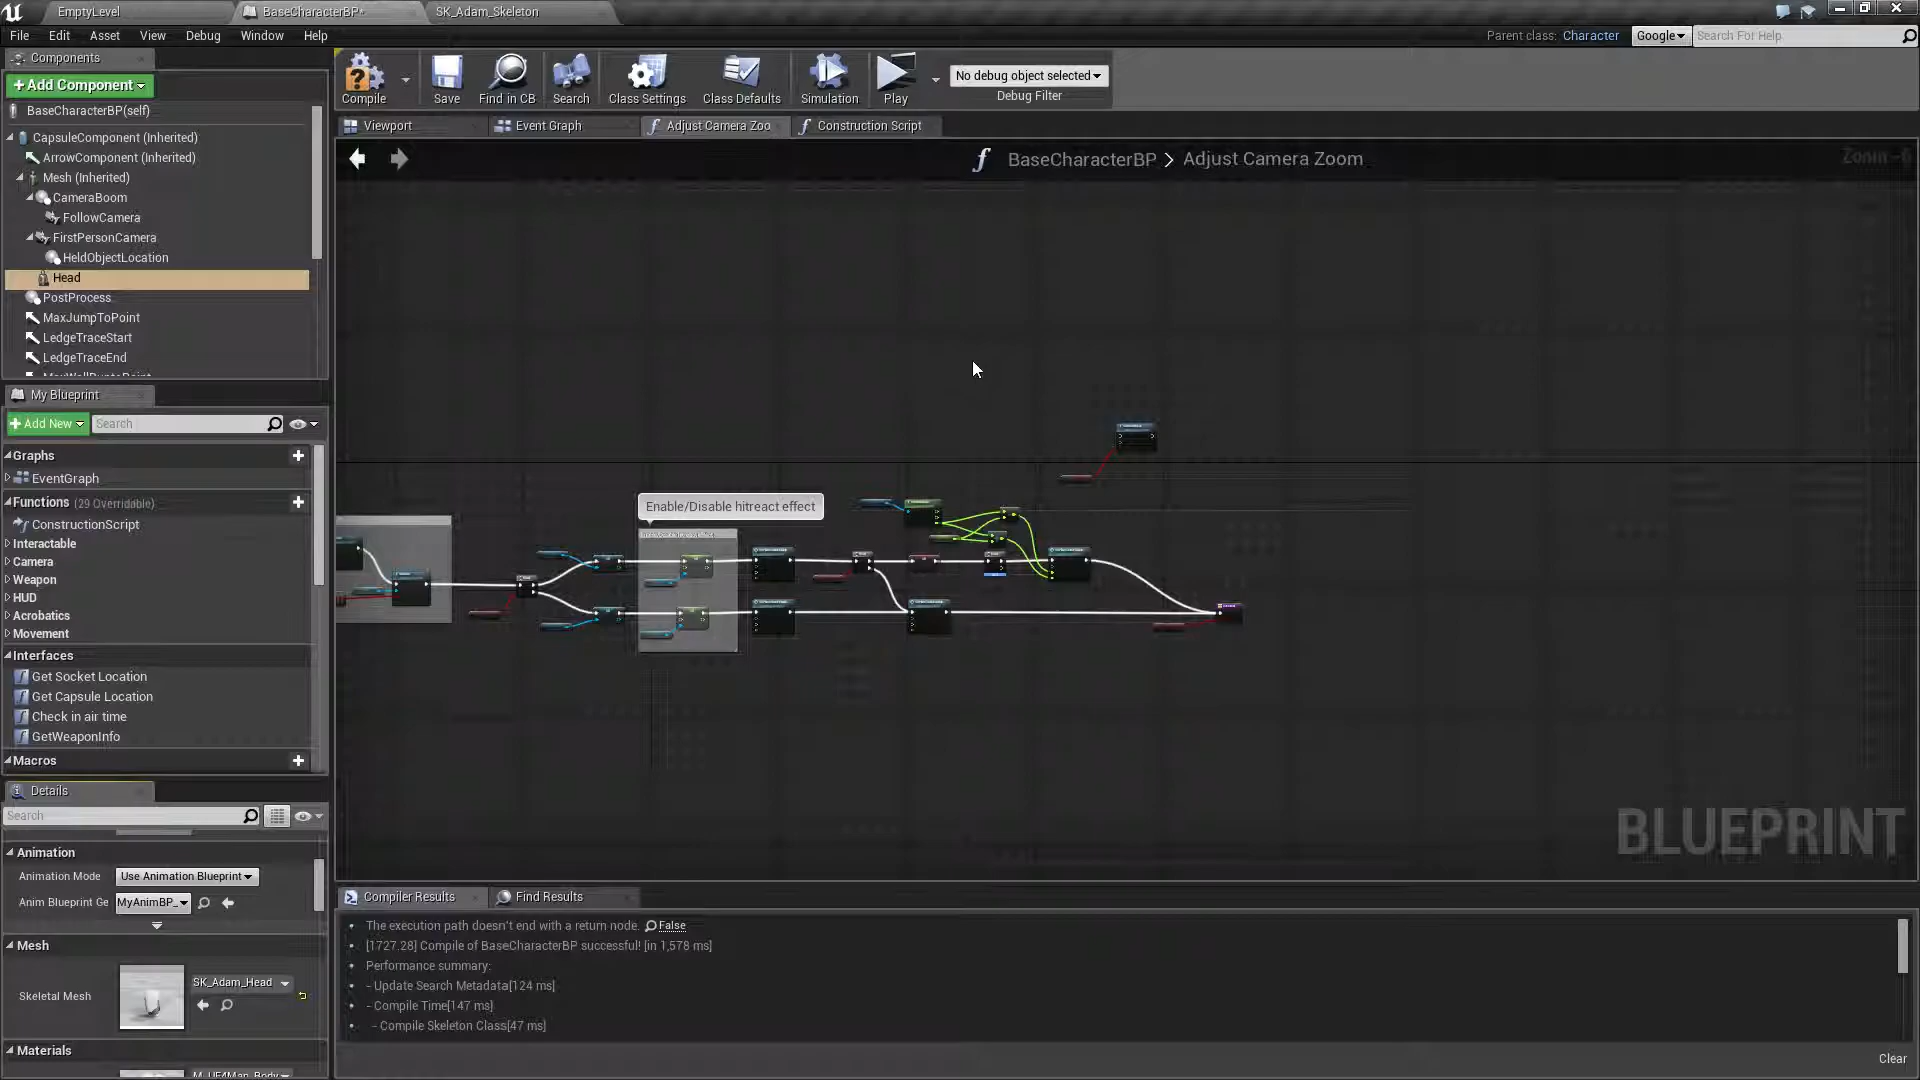 EmptyLevel
BaseCharacterBP*
SK_Adam_Skeleton
File Edit Asset View Debug Window Help
Parent class: Character
Google
Search For Help
Components
+Add Component
BaseCharacterBP(self)
CapsuleComponent (Inherited)
ArrowComponent (Inherited)
Mesh (Inherited)
CameraBoom
FollowCamera
FirstPersonCamera
HeldObjectLocation
Head
PostProcess
MaxJumpToPoint
LedgeTraceStart
LedgeTraceEnd
Compile
Save
Find in CB
Search
Class Settings
Class Defaults
Simulation
Play
No debug object selected
Debug Filter
Viewport
Event Graph
Adjust Camera Zoo
Construction Script
BaseCharacterBP > Adjust Camera Zoom
Zoom -6
Enable/Disable hitreact effect
BLUEPRINT
My Blueprint
+Add New
Search
Graphs
EventGraph
Functions (29 Overridable)
ConstructionScript
Interactable
Camera
Weapon
HUD
Acrobatics
Movement
Interfaces
Get Socket Location
Get Capsule Location
Check in air time
GetWeaponInfo
Macros
Details
Search
Animation
Animation Mode
Use Animation Blueprint
Anim Blueprint Ge
MyAnimBP_
Mesh
Skeletal Mesh
SK_Adam_Head
Materials
M_UE4Man_Body
Compiler Results
Find Results
The execution path doesn't end with a return node. False
[1727.28] Compile of BaseCharacterBP successful! [in 1,578 ms]
Performance summary:
- Update Search Metadata[124 ms]
- Compile Time[147 ms]
- Compile Skeleton Class[47 ms]
Clear